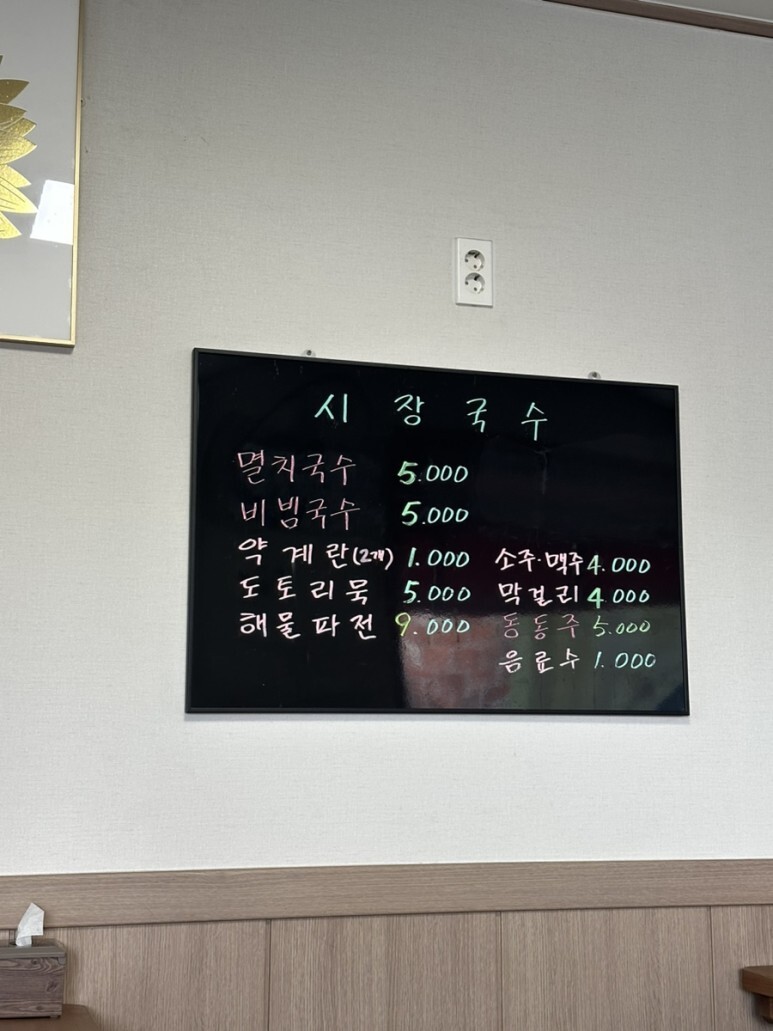 시장국수
멸치국수 5.000
비빔국수 5.000
약계란(2개) 1.000
도토리묵 5.000
해물파전 9.000
소주·맥주 4.000
막걸리 4.000
동동주 5.000
음료수 1.000